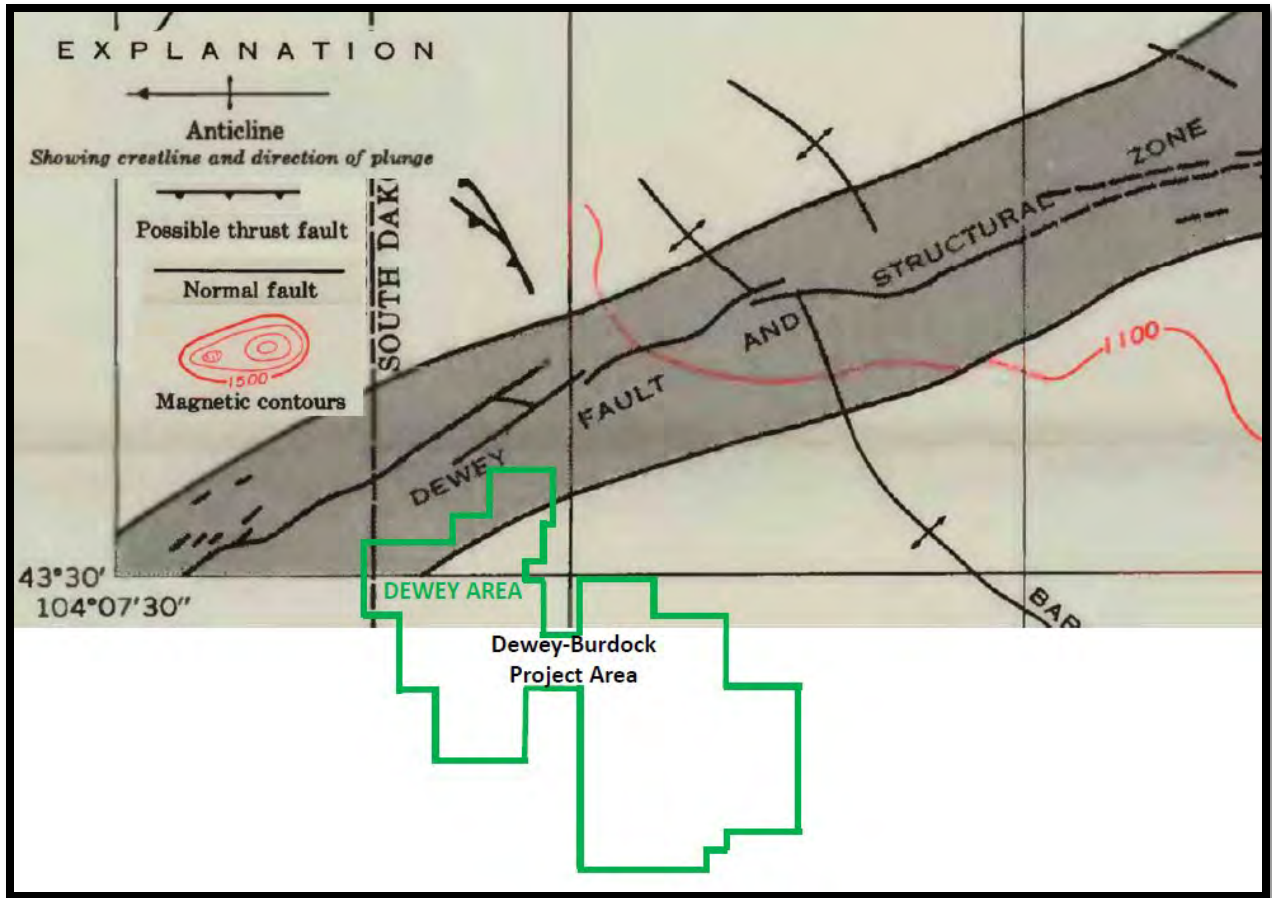 EXPLANATION
Anticline
Showing crestline and direction of plunge
Possible thrust fault
Normal fault
1500
Magnetic contours
SOUTH DAKO
DEWEY FAULT AND STRUCTURAL ZONE
1100
BAR
43°30'
104°07'30"
DEWEY AREA
Dewey-Burdock
Project Area